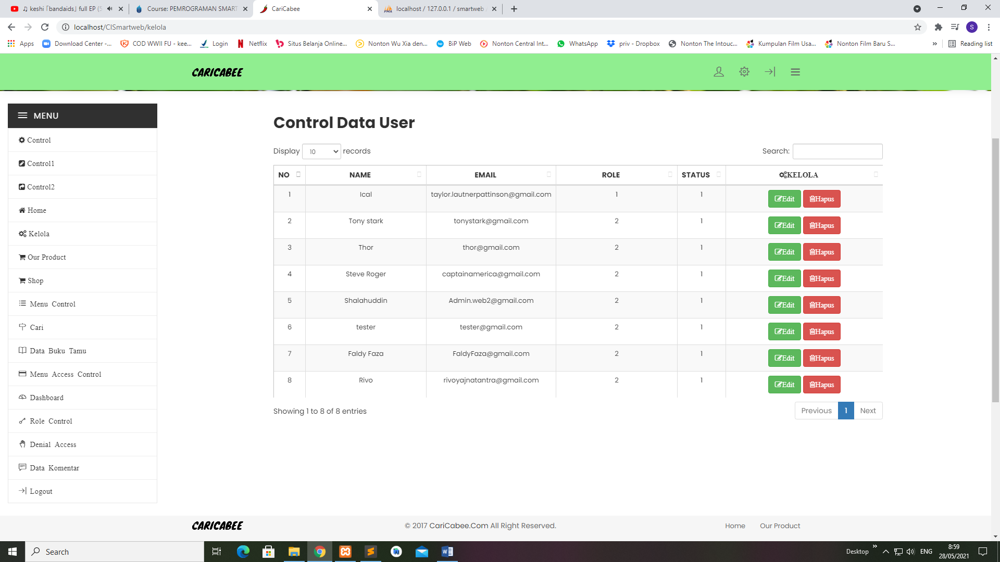 ♫ keshi「bandaids」full EP (5
Course: PEMROGRAMAN SMART
CariCabee
localhost / 127.0.0.1 / smartweb
localhost/CISmartweb/kelola
S
Apps
Download Center -...
COD WWII FU - kee...
Login
Netflix
Situs Belanja Online...
Nonton Wu Xia den...
BiP Web
Nonton Central Int...
WhatsApp
priv - Dropbox
Nonton The Intouc...
Kumpulan Film Usa...
Nonton Film Baru S...
»
Reading list
CARICABEE
MENU
Control
Control1
Control2
Home
Kelola
Our Product
Shop
Menu Control
Cari
Data Buku Tamu
Menu Access Control
Dashboard
Role Control
Denial Access
Data Komentar
Logout
Control Data User
Display 10 records
Search:
NO NAME EMAIL ROLE STATUS KELOLA
1 Ical taylor.lautnerpattinson@gmail.com 1 1 Edit Hapus
2 Tony stark tonystark@gmail.com 2 1 Edit Hapus
3 Thor thor@gmail.com 2 1 Edit Hapus
4 Steve Roger captainamerica@gmail.com 2 1 Edit Hapus
5 Shalahuddin Admin.web2@gmail.com 2 1 Edit Hapus
6 tester tester@gmail.com 2 1 Edit Hapus
7 Faldy Faza FaldyFaza@gmail.com 2 1 Edit Hapus
8 Rivo rivoyajnatantra@gmail.com 2 1 Edit Hapus
Showing 1 to 8 of 8 entries
Previous 1 Next
CARICABEE
© 2017 CariCabee.Com All Right Reserved.
Home Our Product
Search
Desktop
»
ENG
8:59
28/05/2021